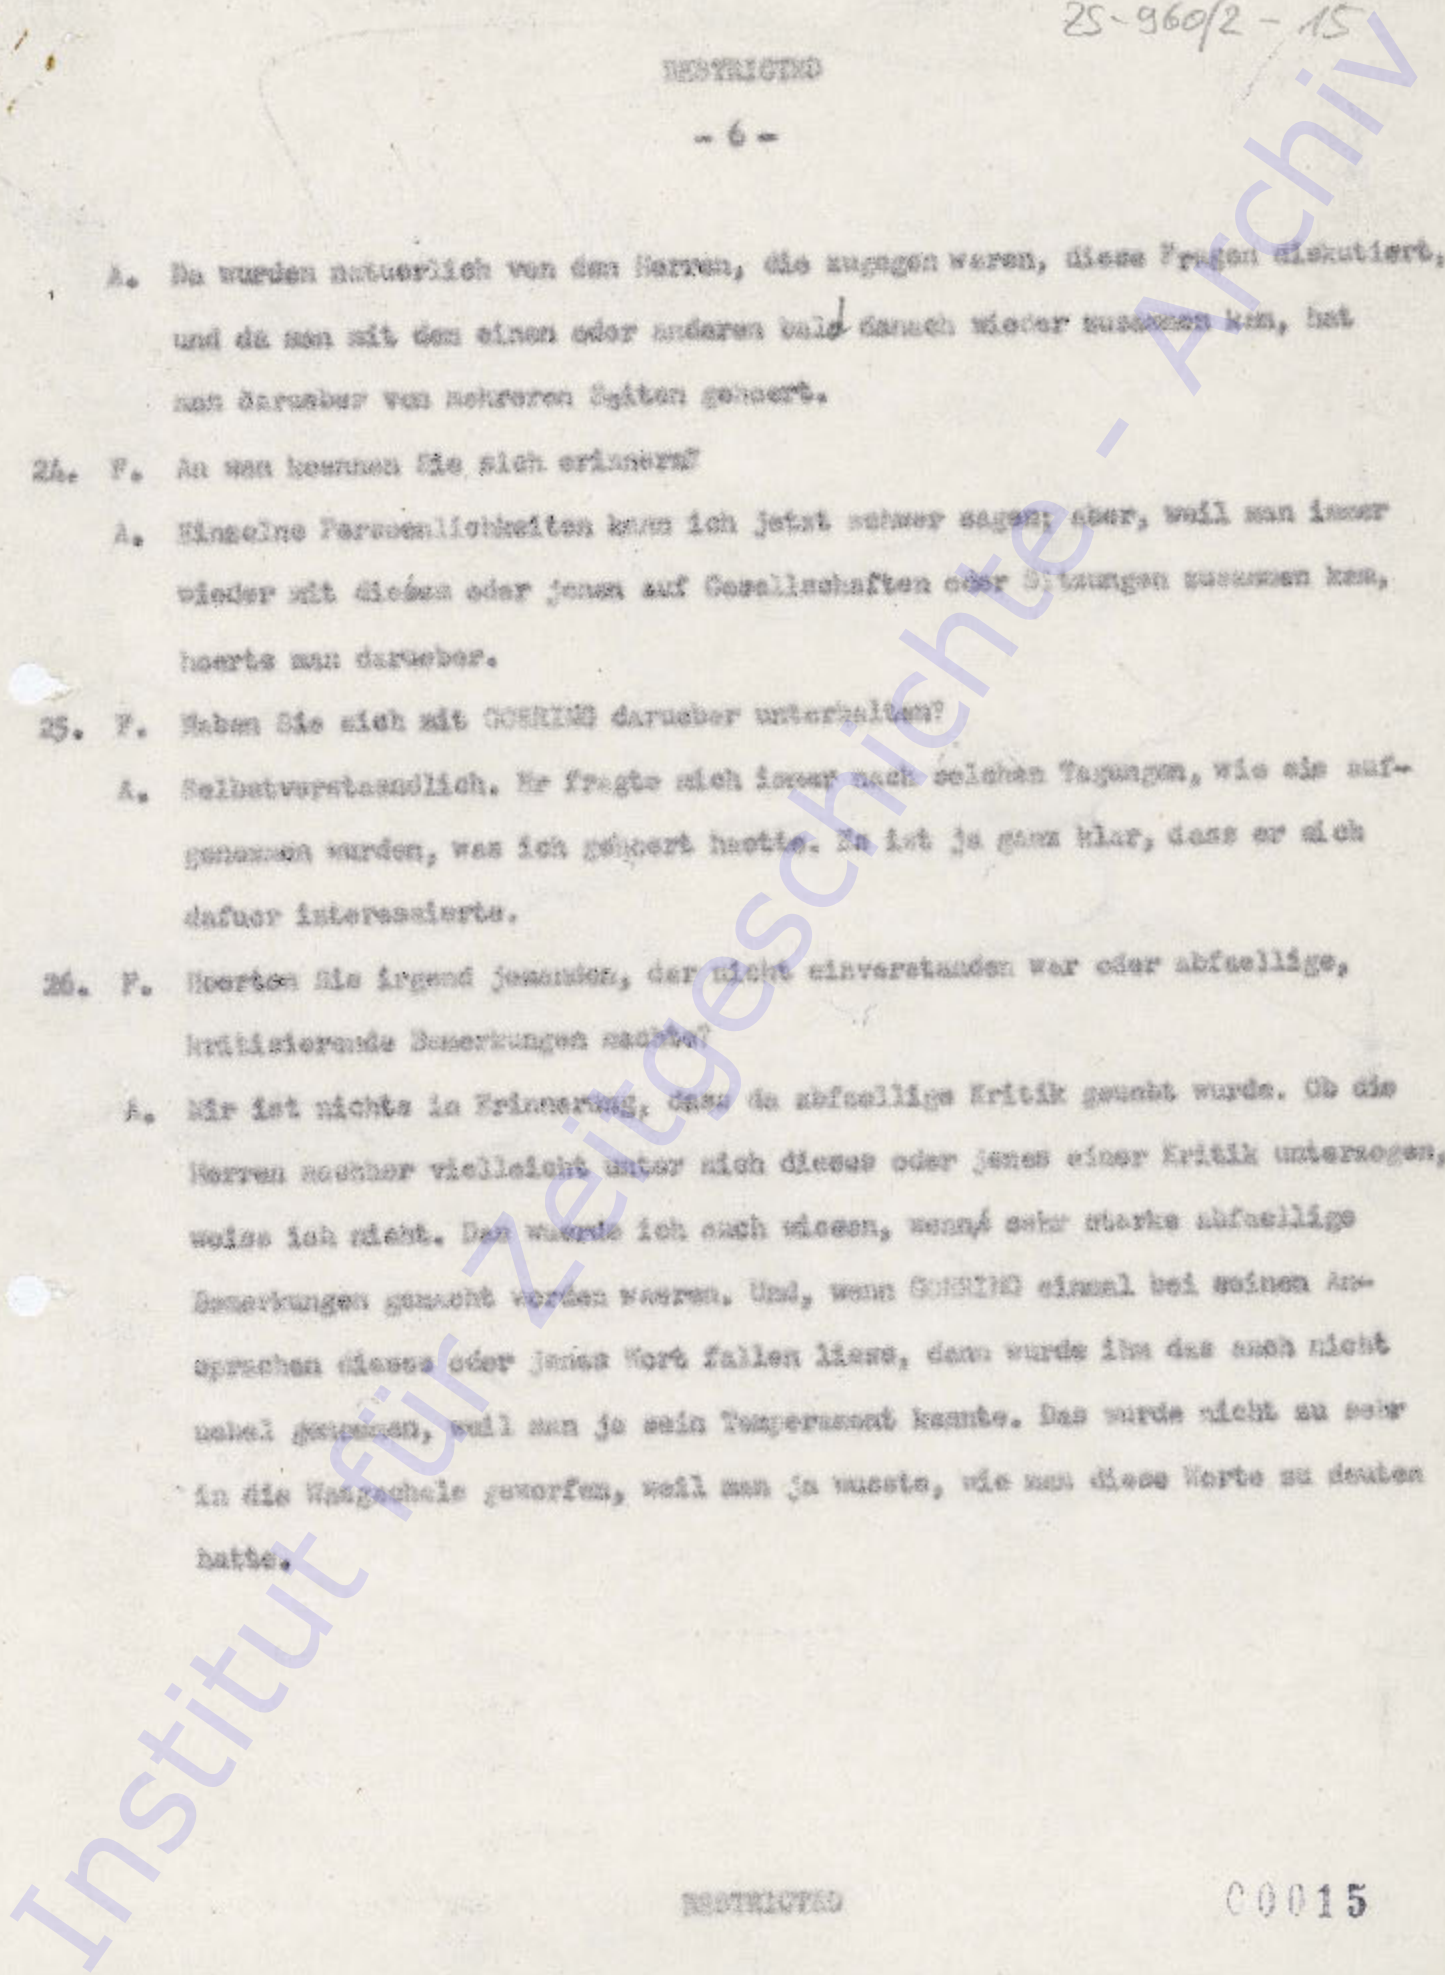 ZS-960/2 - 15
RESTRICTED
- 6 -
A. Da wurden natuerlich von den Herren, die zugegen waren, diese Fragen diskutiert,
und da man mit dem einen oder anderen bald danach wieder zusammen kam, hat
man darueber von mehreren Seiten gehoert.
24. F. An wen koennen Sie sich erinnern?
A. Einzelne Persoenlichkeiten kann ich jetzt schwer sagen; aber, weil man immer
wieder mit diesem oder jenem auf Gesellschaften oder Sitzungen zusammen kam,
hoerte man darueber.
25. F. Haben Sie sich mit GOERING darueber unterhalten?
A. Selbstverstaendlich. Er fragte mich immer nach solchen Tagungen, wie sie auf-
genommen wurden, was ich gehoert haette. Es ist ja ganz klar, dass er sich
dafuer interessierte.
26. F. Hoerten Sie irgend jemanden, der nicht einverstanden war oder abfaellige,
kritisierende Bemerkungen machte?
A. Mir ist nichts in Erinnerung, dass da abfaellige Kritik geuebt wurde. Ob die
Herren nachher vielleicht unter sich dieses oder jenes einer Kritik unterzogen,
weiss ich nicht. Das wuerde ich auch wissen, wenn sehr starke abfaellige
Bemerkungen gemacht worden waeren. Und, wenn GOERING einmal bei seinen An-
sprachen dieses oder jenes Wort fallen liess, dann wurde ihm das auch nicht
uebel genommen, weil man ja sein Temperament kannte. Das wurde nicht zu sehr
in die Waagschale geworfen, weil man ja wusste, wie man diese Worte zu deuten
hatte.
RESTRICTED
00015
Institut für Zeitgeschichte - Archiv